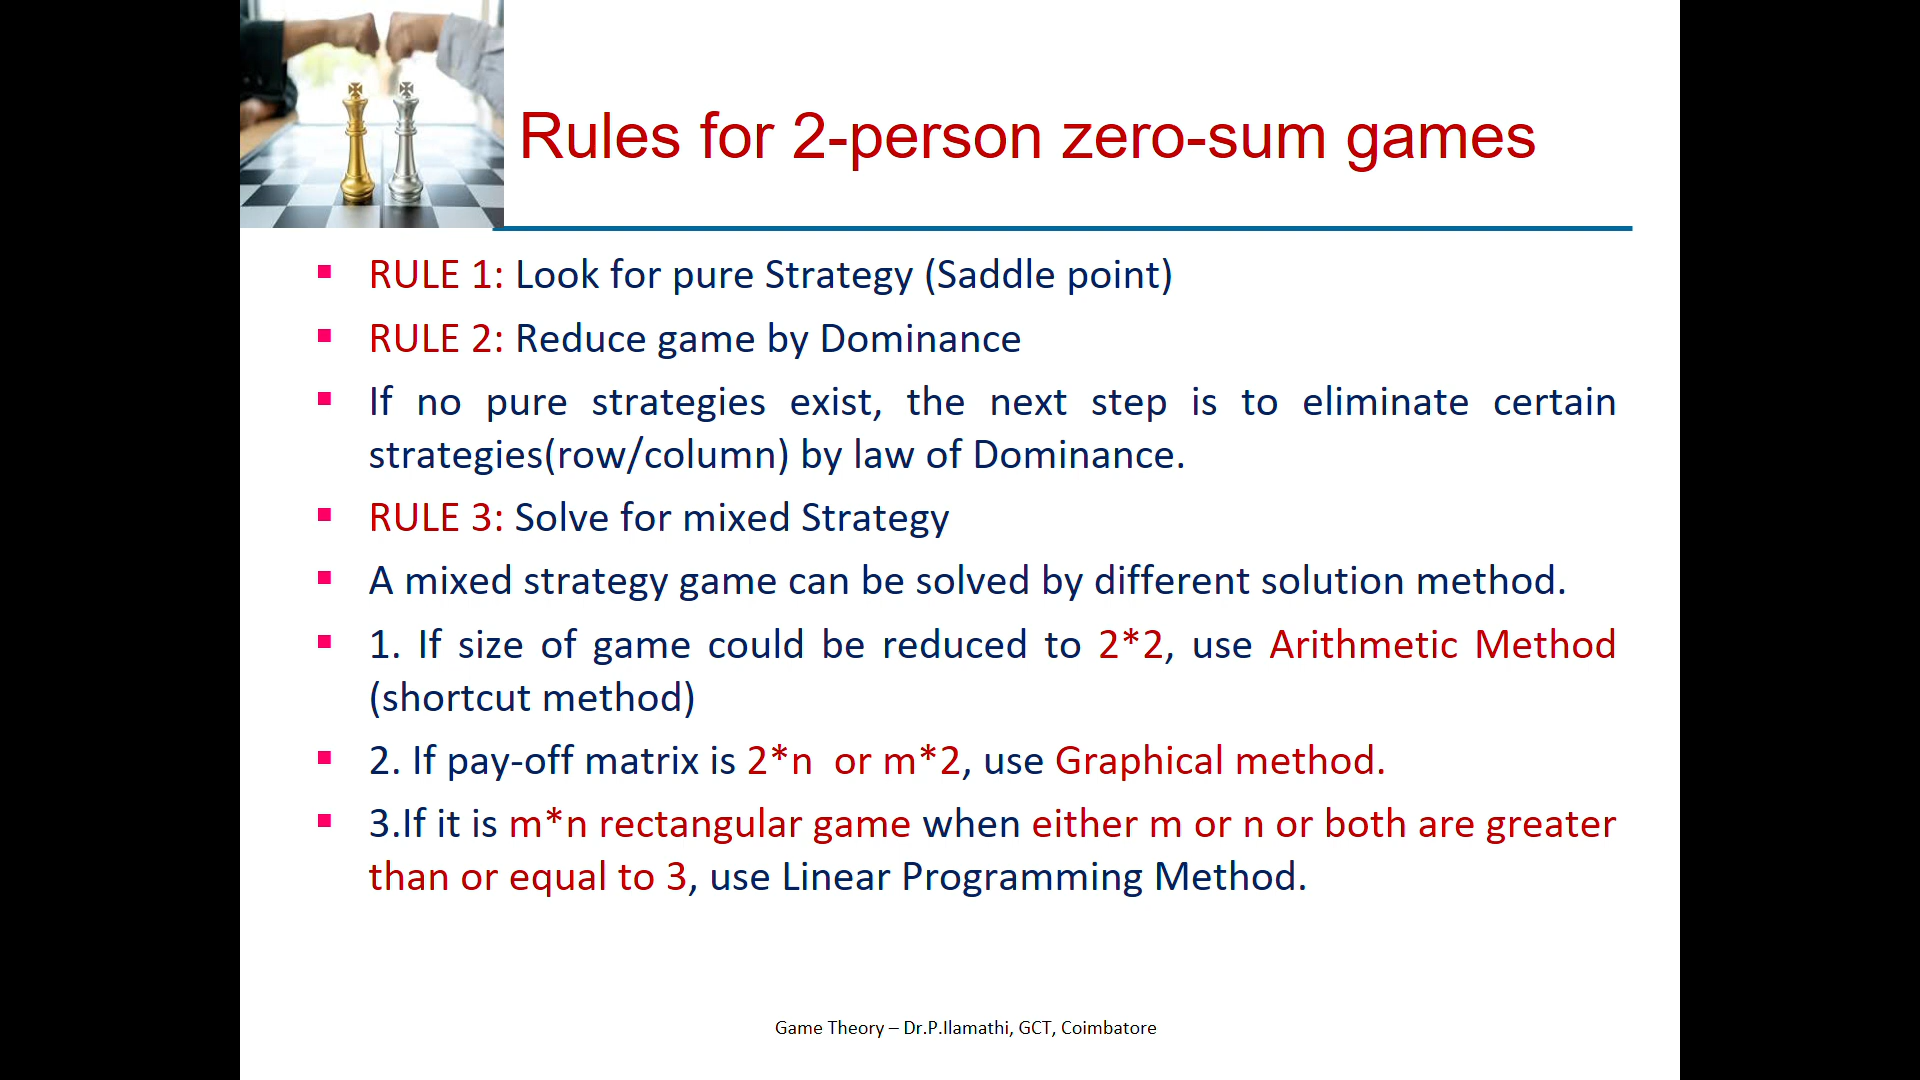 Rules for 2-person zero-sum games
RULE 1: Look for pure Strategy (Saddle point)
RULE 2: Reduce game by Dominance
If no pure strategies exist, the next step is to eliminate certain
strategies(row/column) by law of Dominance.
RULE 3: Solve for mixed Strategy
A mixed strategy game can be solved by different solution method.
1. If size of game could be reduced to 2*2, use Arithmetic Method
(shortcut method)
2. If pay-off matrix is 2*n or m*2, use Graphical method.
3.If it is m*n rectangular game when either m or n or both are greater
than or equal to 3, use Linear Programming Method.
Game Theory – Dr.P.Ilamathi, GCT, Coimbatore